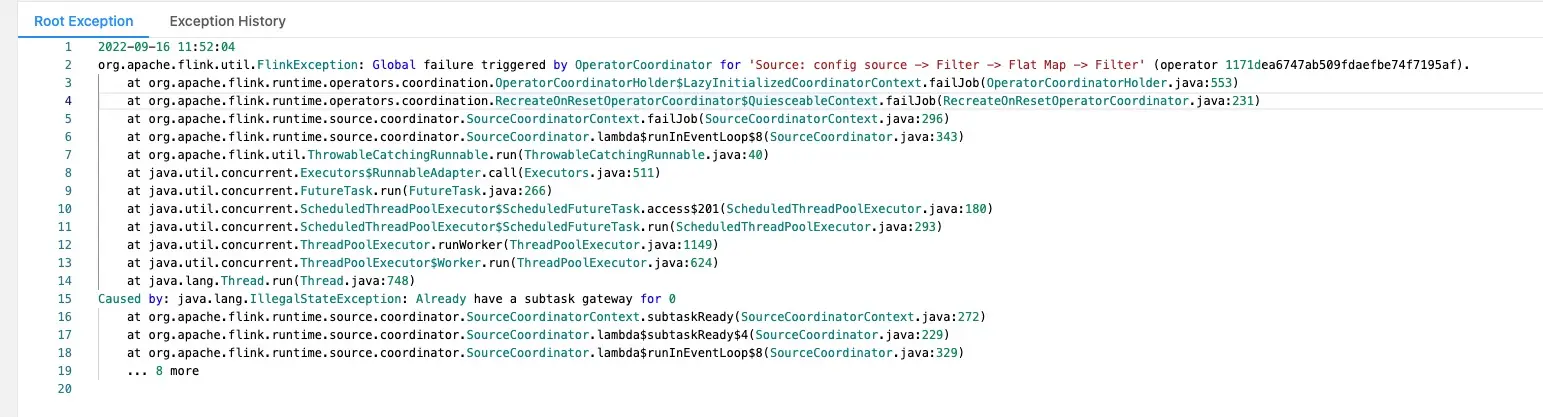 Root Exception Exception History
1 2022-09-16 11:52:04
2 org.apache.flink.util.FlinkException: Global failure triggered by OperatorCoordinator for 'Source: config source -> Filter -> Flat Map -> Filter' (operator 1171dea6747ab509fdaefbe74f7195af).
3 at org.apache.flink.runtime.operators.coordination.OperatorCoordinatorHolder$LazyInitializedCoordinatorContext.failJob(OperatorCoordinatorHolder.java:553)
4 at org.apache.flink.runtime.operators.coordination.RecreateOnResetOperatorCoordinator$QuiesceableContext.failJob(RecreateOnResetOperatorCoordinator.java:231)
5 at org.apache.flink.runtime.source.coordinator.SourceCoordinatorContext.failJob(SourceCoordinatorContext.java:296)
6 at org.apache.flink.runtime.source.coordinator.SourceCoordinator.lambda$runInEventLoop$8(SourceCoordinator.java:343)
7 at org.apache.flink.util.ThrowableCatchingRunnable.run(ThrowableCatchingRunnable.java:40)
8 at java.util.concurrent.Executors$RunnableAdapter.call(Executors.java:511)
9 at java.util.concurrent.FutureTask.run(FutureTask.java:266)
10 at java.util.concurrent.ScheduledThreadPoolExecutor$ScheduledFutureTask.access$201(ScheduledThreadPoolExecutor.java:180)
11 at java.util.concurrent.ScheduledThreadPoolExecutor$ScheduledFutureTask.run(ScheduledThreadPoolExecutor.java:293)
12 at java.util.concurrent.ThreadPoolExecutor.runWorker(ThreadPoolExecutor.java:1149)
13 at java.util.concurrent.ThreadPoolExecutor$Worker.run(ThreadPoolExecutor.java:624)
14 at java.lang.Thread.run(Thread.java:748)
15 Caused by: java.lang.IllegalStateException: Already have a subtask gateway for 0
16 at org.apache.flink.runtime.source.coordinator.SourceCoordinatorContext.subtaskReady(SourceCoordinatorContext.java:272)
17 at org.apache.flink.runtime.source.coordinator.SourceCoordinator.lambda$subtaskReady$4(SourceCoordinator.java:229)
18 at org.apache.flink.runtime.source.coordinator.SourceCoordinator.lambda$runInEventLoop$8(SourceCoordinator.java:329)
19 ... 8 more
20